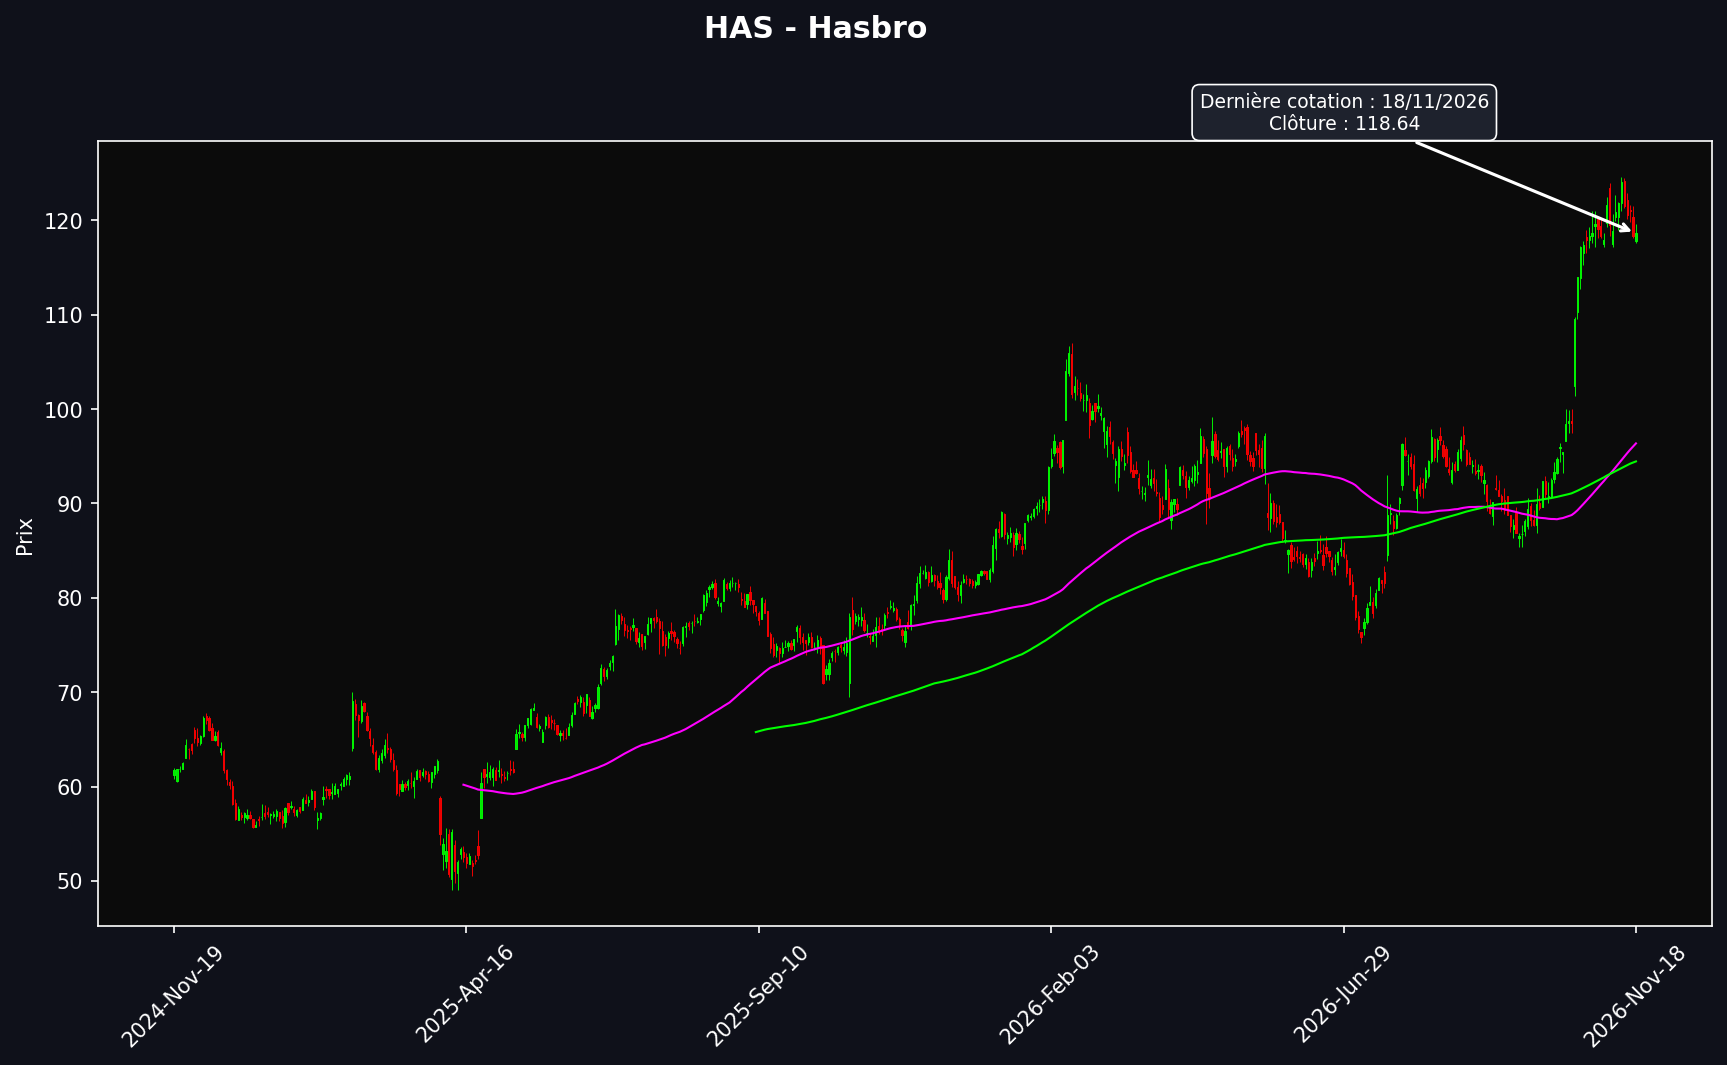 HAS - Hasbro
Dernière cotation : 18/11/2026
Clôture : 118.64
Prix
120
110
100
90
80
70
60
50
2024-Nov-19
2025-Apr-16
2025-Sep-10
2026-Feb-03
2026-Jun-29
2026-Nov-18